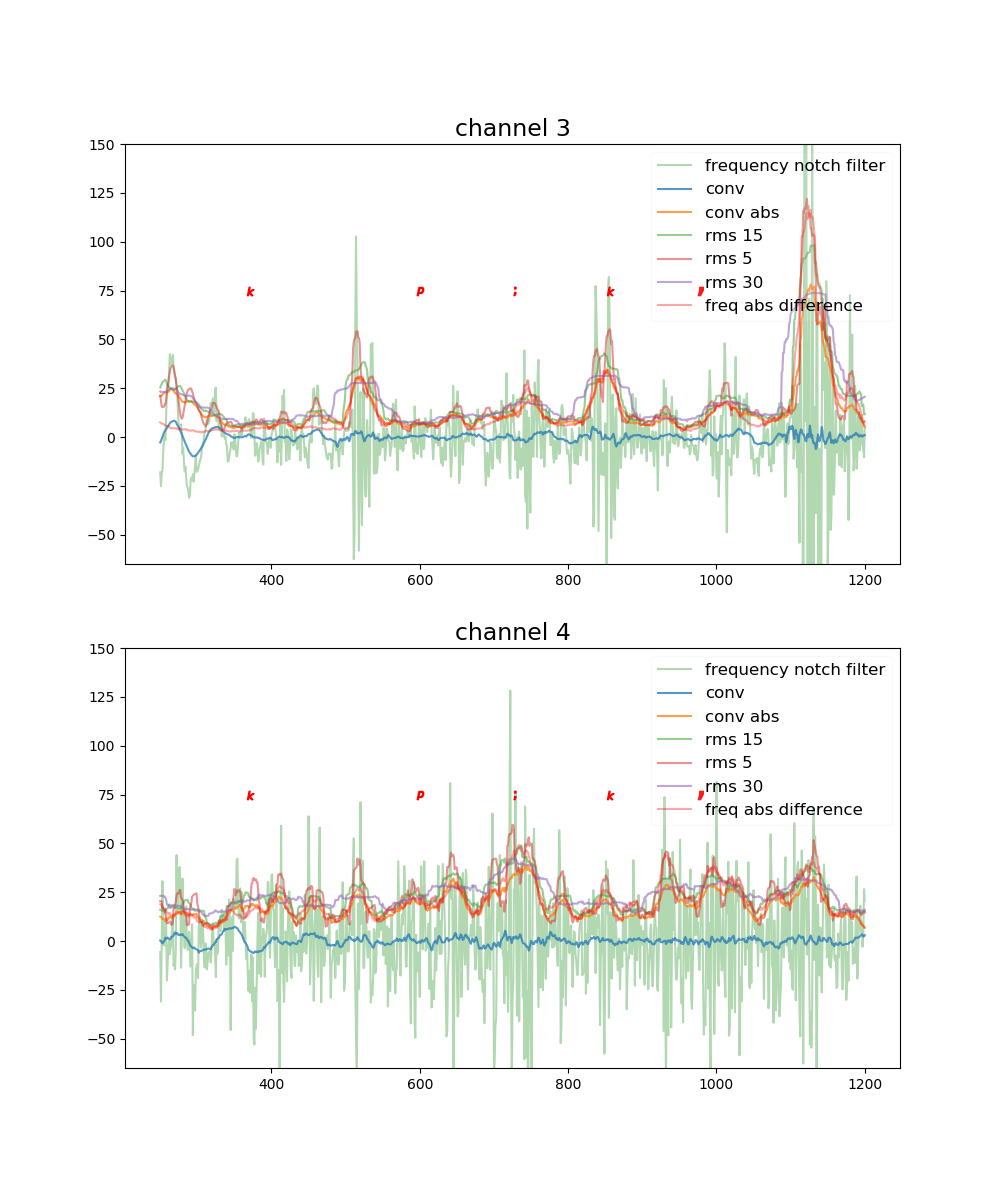 channel 3
150
125
100
75
50
25
0
−25
−50
frequency notch filter
conv
conv abs
rms 15
rms 5
rms 30
freq abs difference
k p ; k ,
400 600 800 1000 1200
channel 4
150
125
100
75
50
25
0
−25
−50
frequency notch filter
conv
conv abs
rms 15
rms 5
rms 30
freq abs difference
k p ; k ,
400 600 800 1000 1200